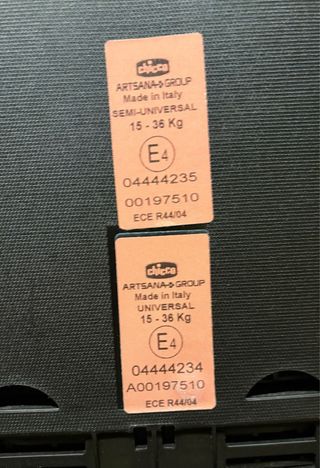 chicco
ARTSANA GROUP
Made in Italy
SEMI-UNIVERSAL
15 - 36 Kg
E4
04444235
00197510
ECE R44/04
chicco
ARTSANA GROUP
Made in Italy
UNIVERSAL
15 - 36 Kg
E4
04444234
A00197510
ECE R44/04